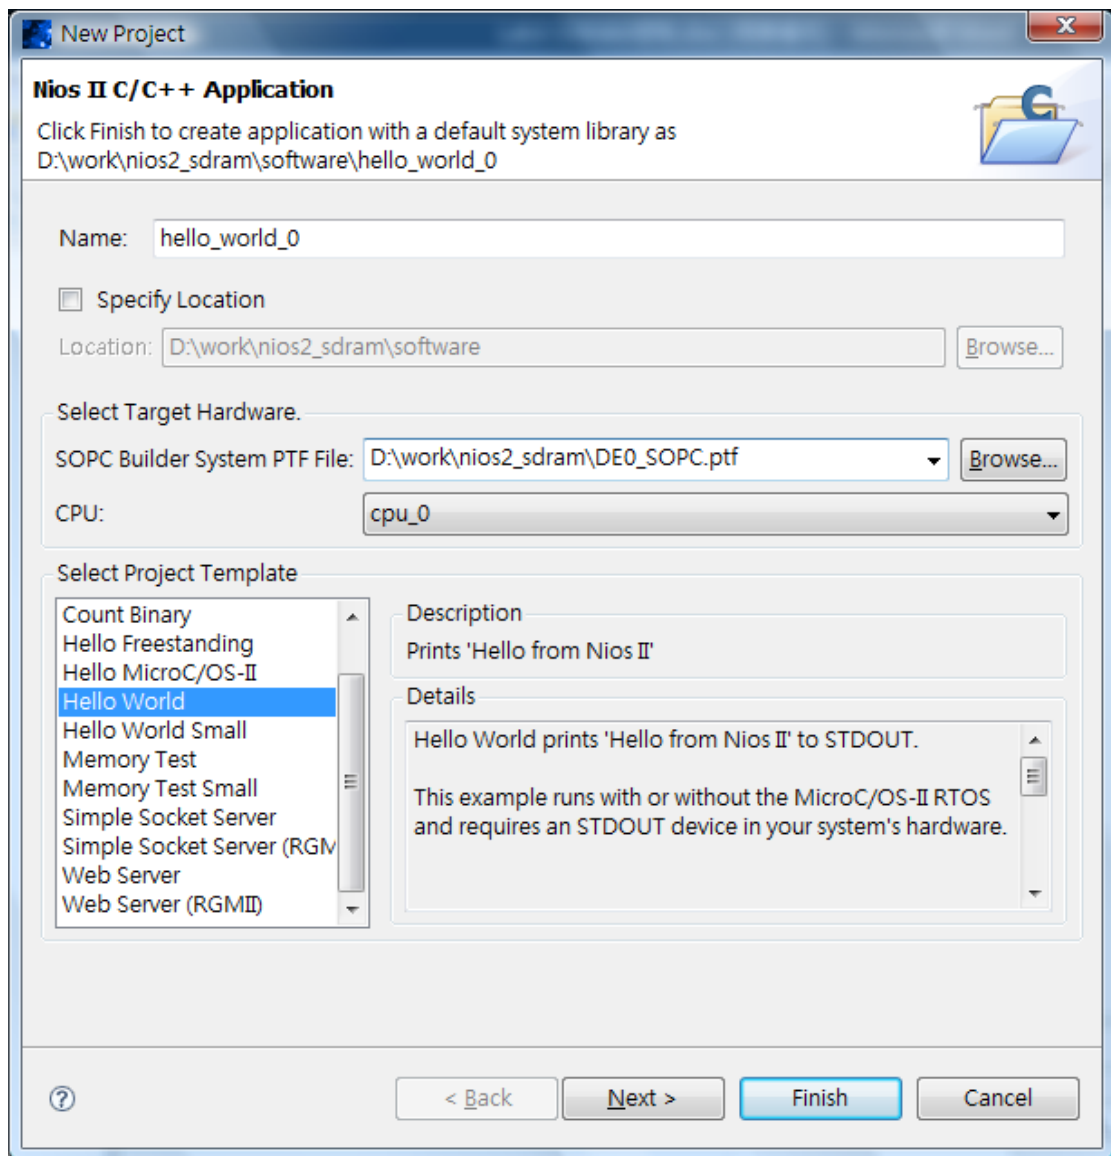 New Project
Nios II C/C++ Application
Click Finish to create application with a default system library as
D:\work\nios2_sdram\software\hello_world_0
Name: hello_world_0
Specify Location
Location: D:\work\nios2_sdram\software Browse...
Select Target Hardware.
SOPC Builder System PTF File: D:\work\nios2_sdram\DE0_SOPC.ptf Browse...
CPU: cpu_0
Select Project Template
Count Binary
Hello Freestanding
Hello MicroC/OS-II
Hello World
Hello World Small
Memory Test
Memory Test Small
Simple Socket Server
Simple Socket Server (RGM
Web Server
Web Server (RGMII)
Description
Prints 'Hello from Nios II'
Details
Hello World prints 'Hello from Nios II' to STDOUT.
This example runs with or without the MicroC/OS-II RTOS
and requires an STDOUT device in your system's hardware.
< Back Next > Finish Cancel